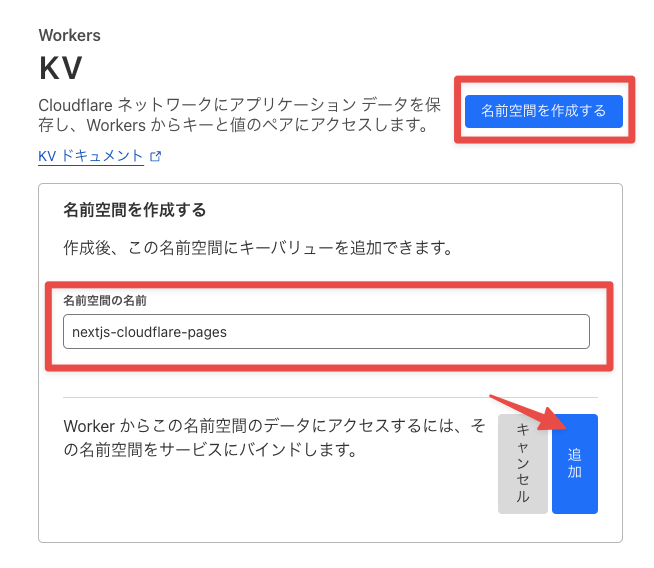 Workers
KV
Cloudflare ネットワークにアプリケーション データを保
存し、Workers からキーと値のペアにアクセスします。
名前空間を作成する
KV ドキュメント
名前空間を作成する
作成後、この名前空間にキーバリューを追加できます。
名前空間の名前
nextjs-cloudflare-pages
Worker からこの名前空間のデータにアクセスするには、そ
の名前空間をサービスにバインドします。
キャンセル
追加